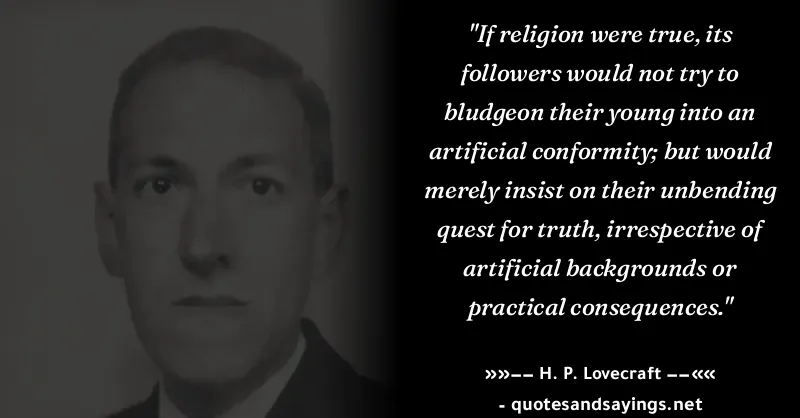 "If religion were true, its
followers would not try to
bludgeon their young into an
artificial conformity; but would
merely insist on their unbending
quest for truth, irrespective of
artificial backgrounds or
practical consequences."
»»−− H. P. Lovecraft −−««
- quotesandsayings.net